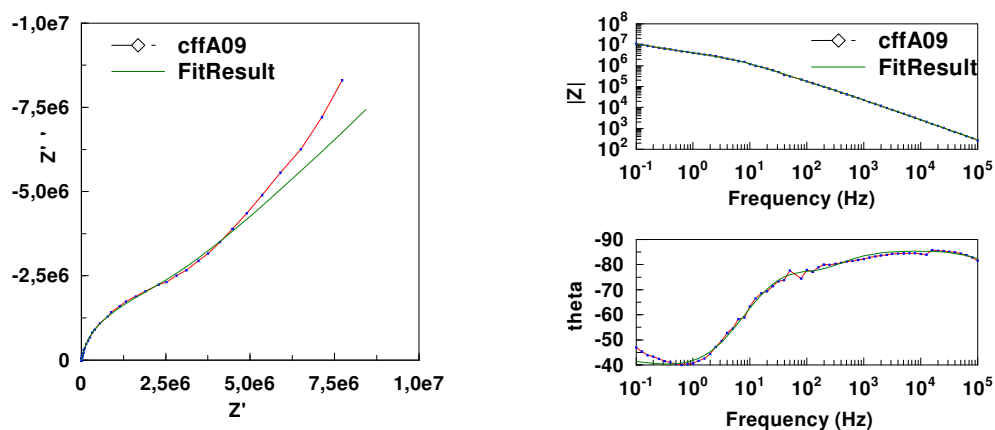 -1,0e7
cffA09
FitResult
-7,5e6
Z''
-5,0e6
-2,5e6
0
0
2,5e6
5,0e6
7,5e6
1,0e7
Z'
10^8
cffA09
10^7
FitResult
10^6
|Z|
10^5
10^4
10^3
10^2
10^-1
10^0
10^1
10^2
10^3
10^4
10^5
Frequency (Hz)
-90
-80
-70
theta
-60
-50
-40
10^-1
10^0
10^1
10^2
10^3
10^4
10^5
Frequency (Hz)